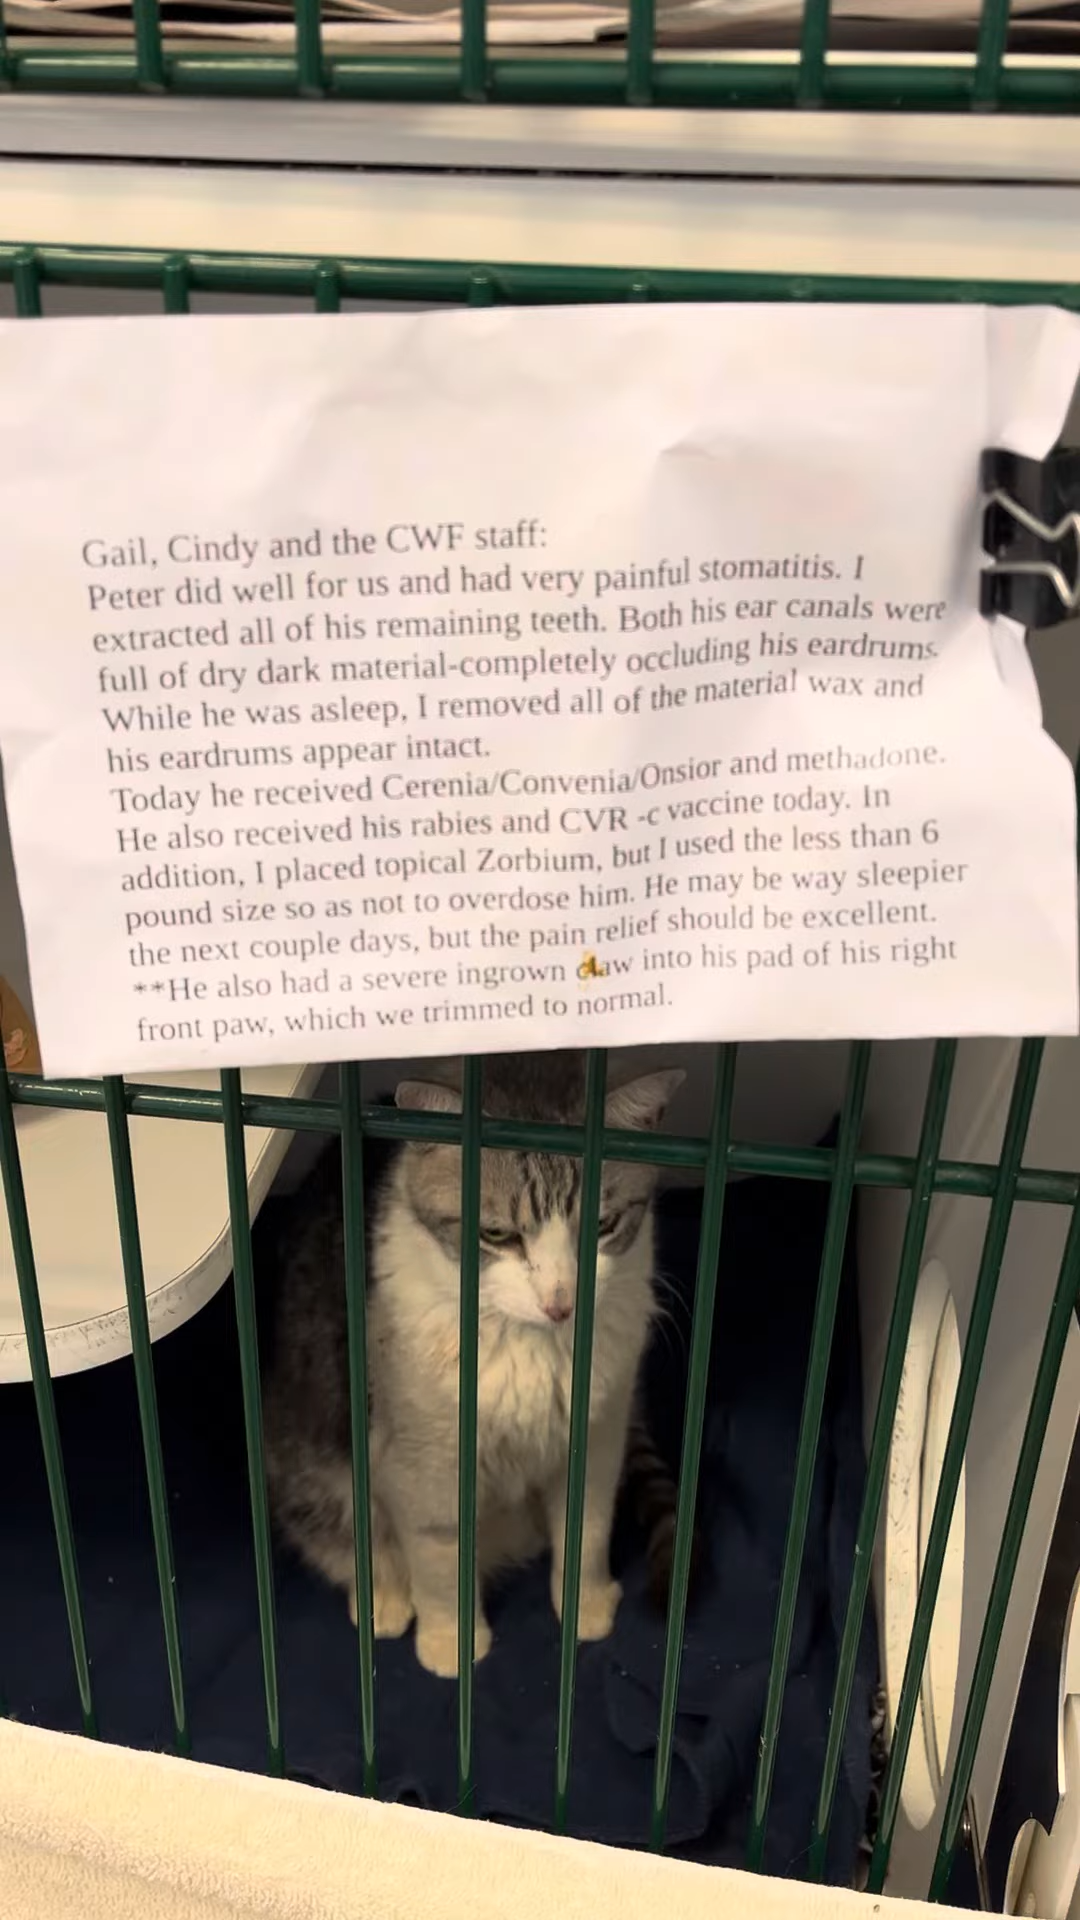 Gail, Cindy and the CWF staff:
Peter did well for us and had very painful stomatitis. I
extracted all of his remaining teeth. Both his ear canals were
full of dry dark material-completely occluding his eardrums.
While he was asleep, I removed all of the material wax and
his eardrums appear intact.
Today he received Cerenia/Convenia/Onsior and methadone.
He also received his rabies and CVR -c vaccine today. In
addition, I placed topical Zorbium, but I used the less than 6
pound size so as not to overdose him. He may be way sleepier
the next couple days, but the pain relief should be excellent.
**He also had a severe ingrown claw into his pad of his right
front paw, which we trimmed to normal.